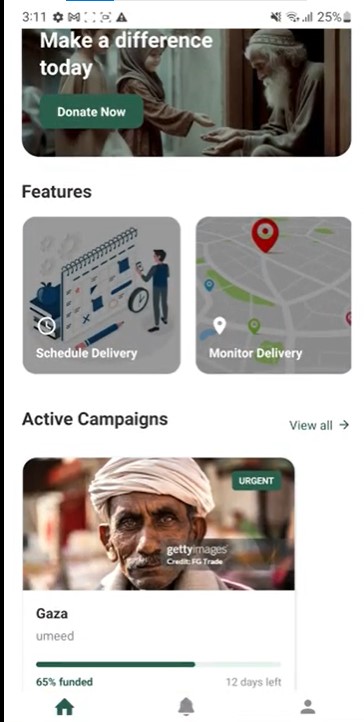 3:11
25%
Make a difference
today
Donate Now
Features
Schedule Delivery
Monitor Delivery
Active Campaigns
View all →
URGENT
gettyimages
Credit: FG Trade
Gaza
umeed
65% funded
12 days left